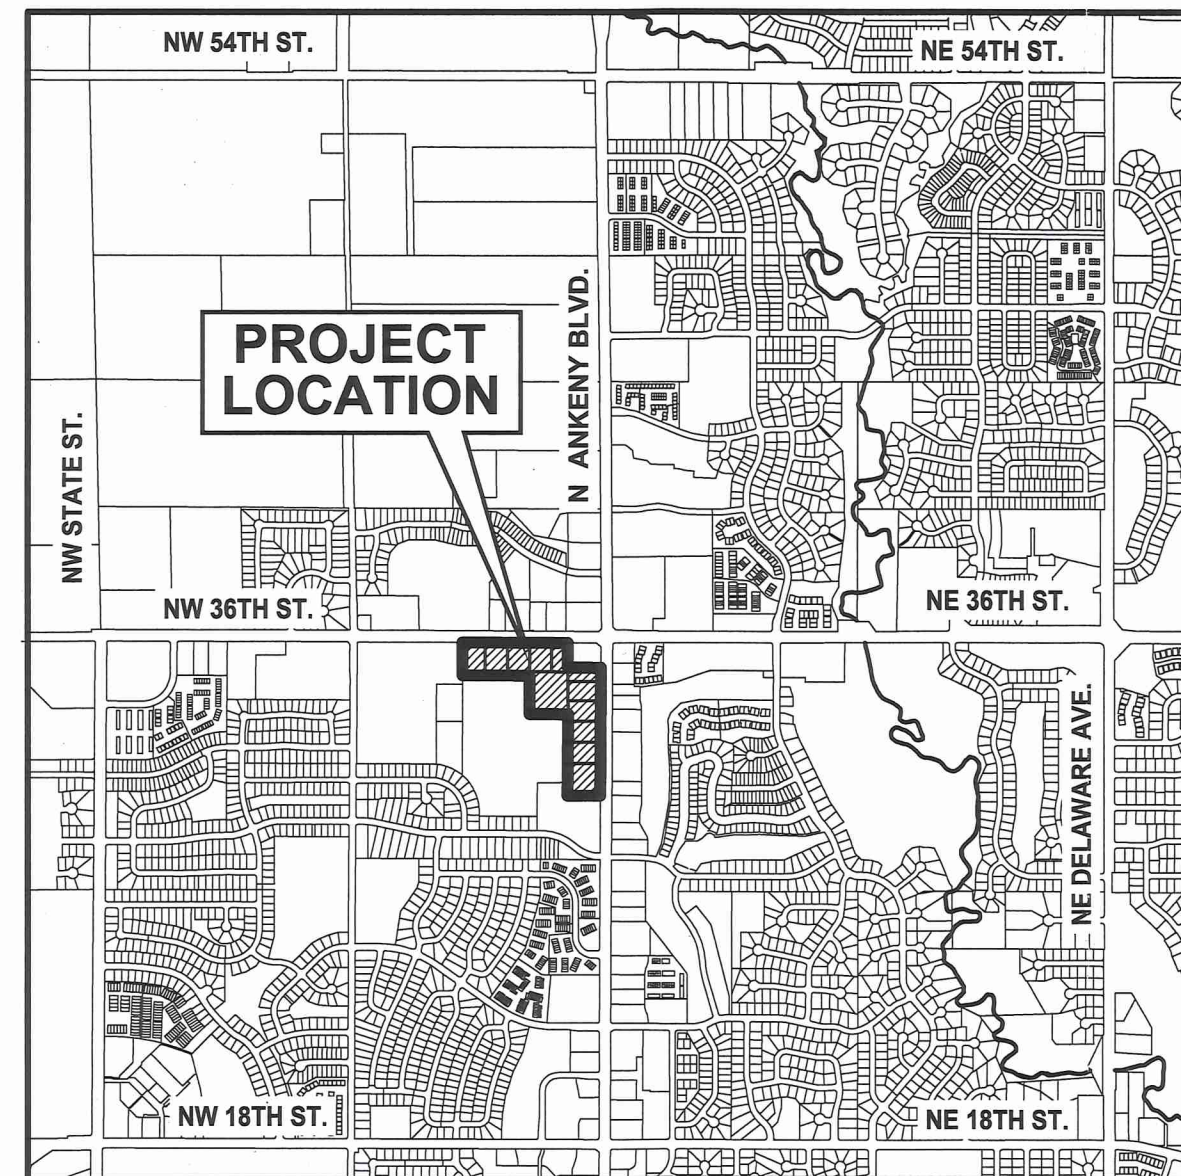 NW 54TH ST.
NE 54TH ST.
N ANKENY BLVD.
PROJECT
LOCATION
NW STATE ST.
NW 36TH ST.
NE 36TH ST.
NE DELAWARE AVE.
NW 18TH ST.
NE 18TH ST.